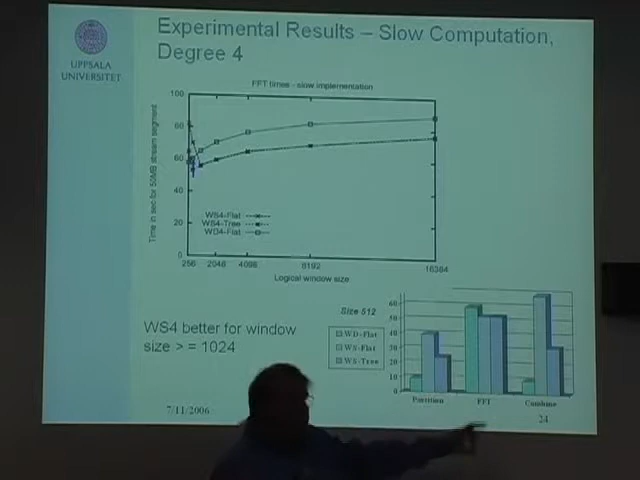 UPPSALA
UNIVERSITET
Experimental Results – Slow Computation,
Degree 4
FFT times - slow implementation
Time in sec for 50MB stream segment
100
80
60
40
20
0
WS4-Flat
WS4-Tree
WD4-Flat
256
2048
4096
8192
16384
Logical window size
WS4 better for window
size > = 1024
Size 512
WD-Flat
WS-Flat
WS-Tree
60
50
40
30
20
10
0
Partition
FFT
Combine
7/11/2006
24